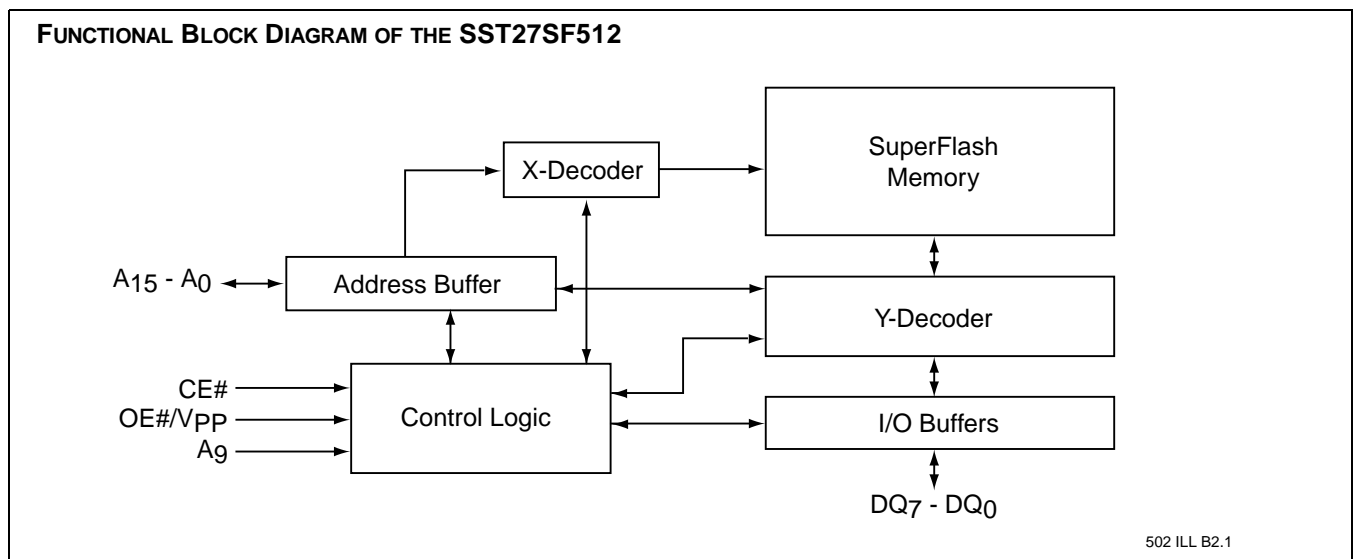 FUNCTIONAL BLOCK DIAGRAM OF THE SST27SF512
SuperFlash
Memory
X-Decoder
A15 - A0
Address Buffer
Y-Decoder
CE#
OE#/VPP
A9
Control Logic
I/O Buffers
DQ7 - DQ0
502 ILL B2.1